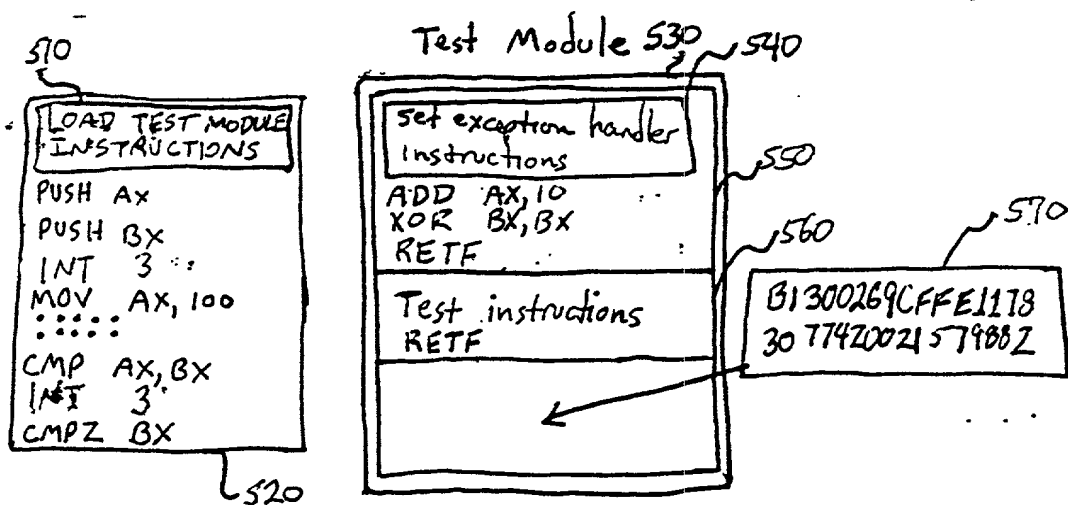 510
LOAD TEST MODULE
INSTRUCTIONS
PUSH AX
PUSH BX
INT 3
MOV AX, 100
CMP AX, BX
INT 3
CMPZ BX
520
Test Module 530
540
set exception handler
instructions
ADD AX, 10
XOR BX, BX
RETF
550
Test instructions
RETF
560
570
B1300269CFFE1178
3077420021579882